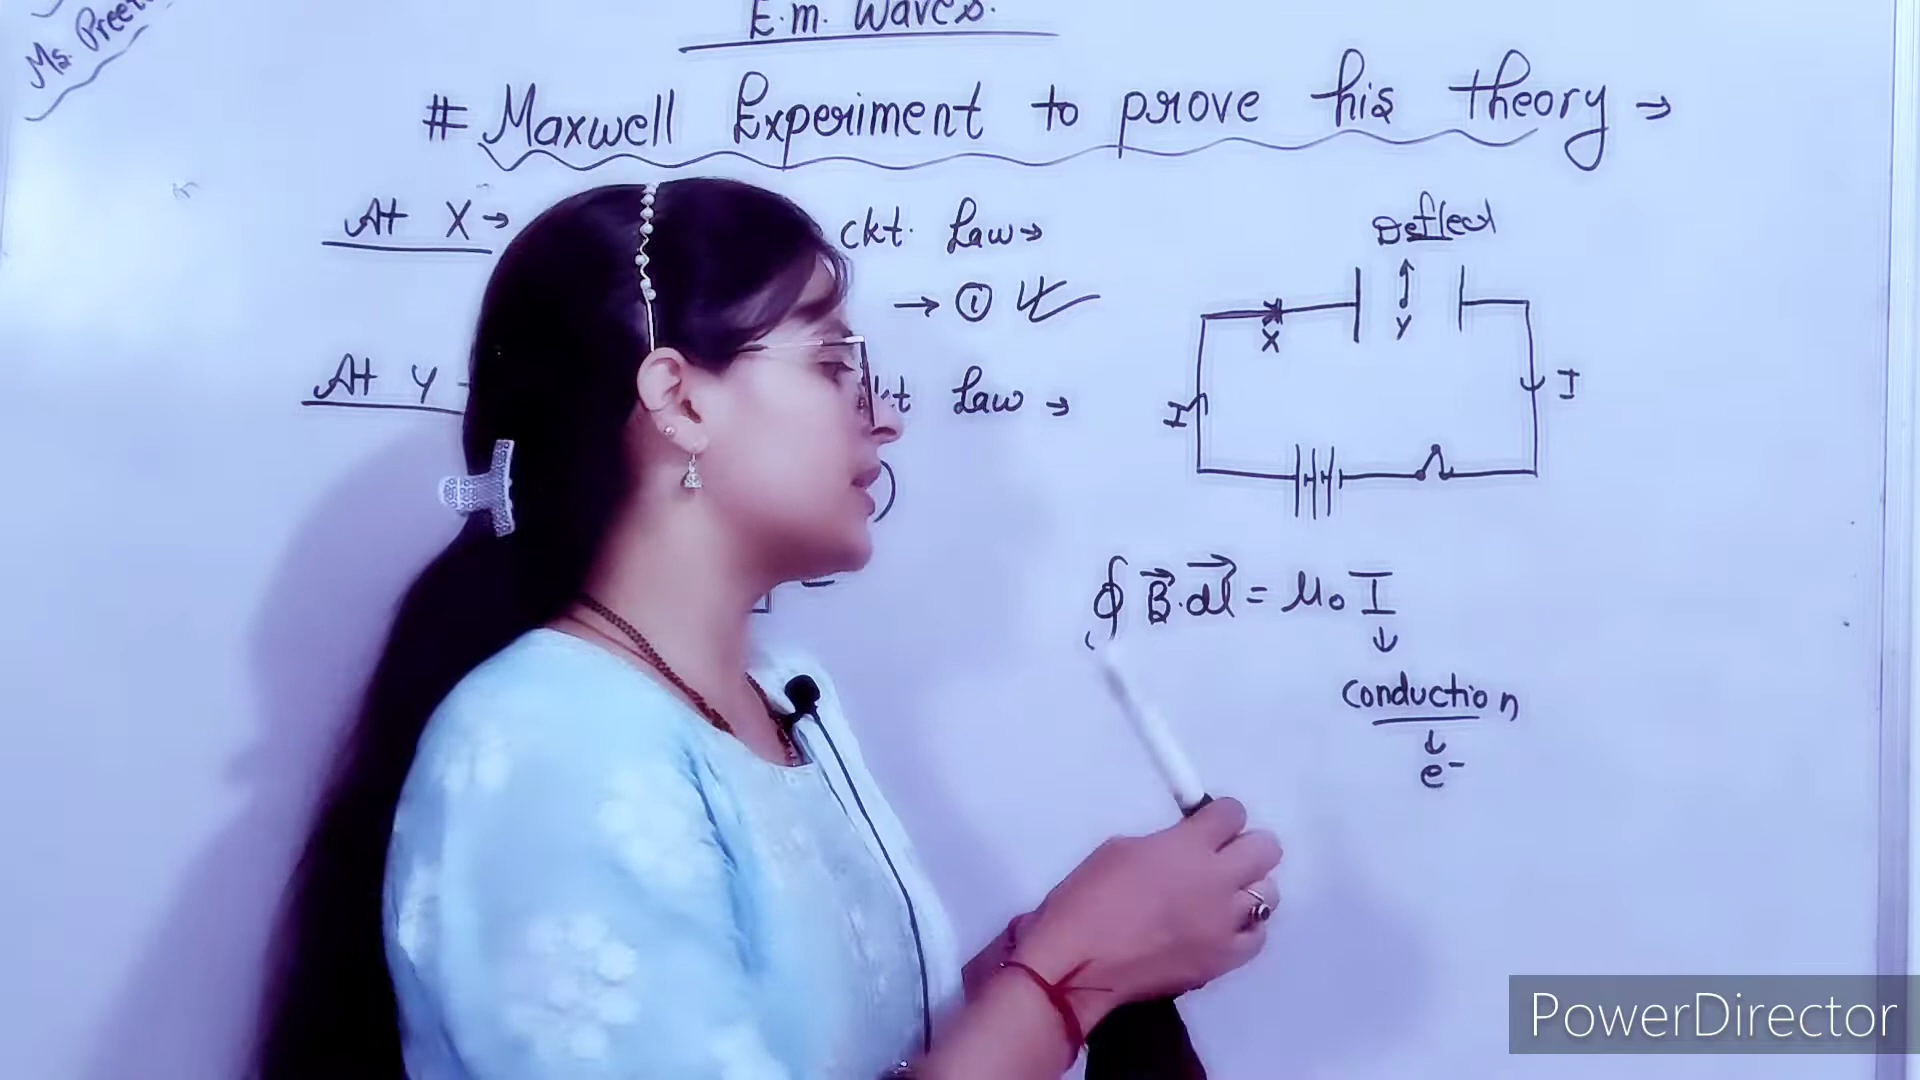 Ms.
E.m. Waves.
# Maxwell Experiment to prove his theory →
At X →
ckt. Law →
→ ① 
At Y
Law →
)
Deflect
X
Y
I
I
∮ B⃗.dl⃗ = μ₀ I
↓
Conduction
↓
e⁻
PowerDirector